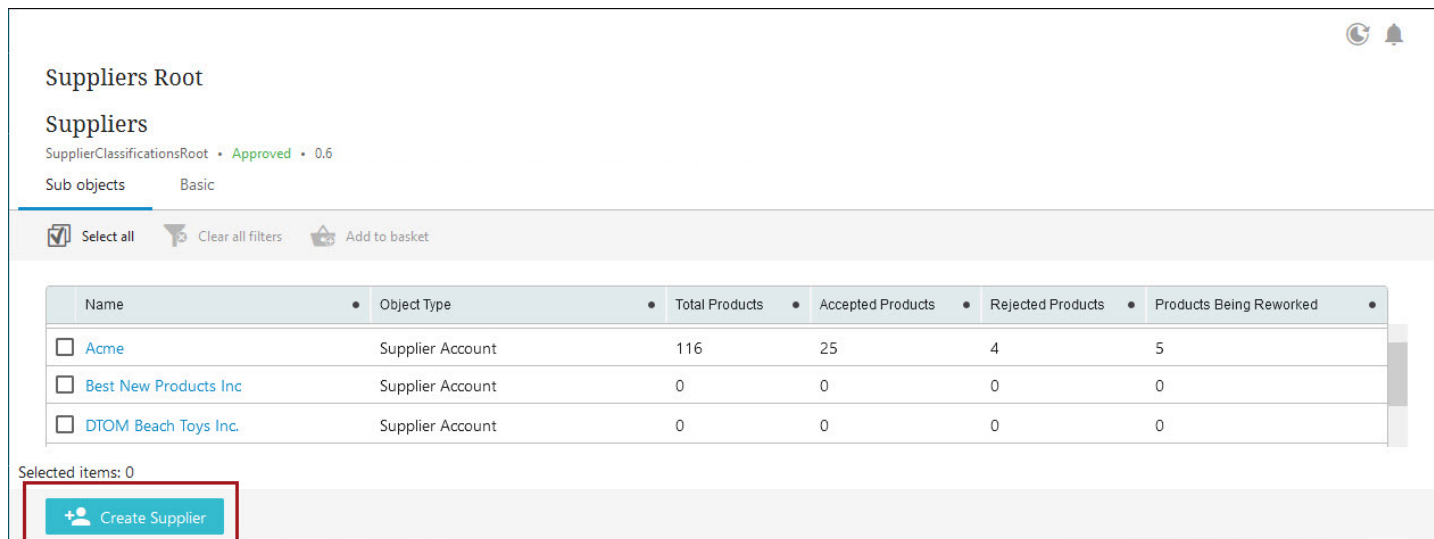 Suppliers Root
Suppliers
SupplierClassificationsRoot • Approved • 0.6
Sub objects Basic
Select all Clear all filters Add to basket
Name Object Type Total Products Accepted Products Rejected Products Products Being Reworked
Acme Supplier Account 116 25 4 5
Best New Products Inc Supplier Account 0 0 0 0
DTOM Beach Toys Inc. Supplier Account 0 0 0 0
Selected items: 0
Create Supplier